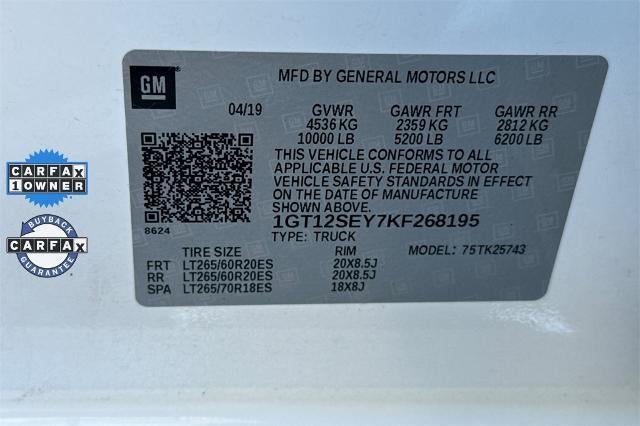 GM
MFD BY GENERAL MOTORS LLC
04/19 GVWR GAWR FRT GAWR RR
4536 KG 2359 KG 2812 KG
10000 LB 5200 LB 6200 LB
THIS VEHICLE CONFORMS TO ALL
APPLICABLE U.S. FEDERAL MOTOR
VEHICLE SAFETY STANDARDS IN EFFECT
ON THE DATE OF MANUFACTURE
SHOWN ABOVE.
8624 1GT12SEY7KF268195
TYPE: TRUCK MODEL: 75TK25743
TIRE SIZE RIM
FRT LT265/60R20ES 20X8.5J
RR LT265/60R20ES 20X8.5J
SPA LT265/70R18ES 18X8J
CARFAX
1 OWNER
BUYBACK
CARFAX
GUARANTEE